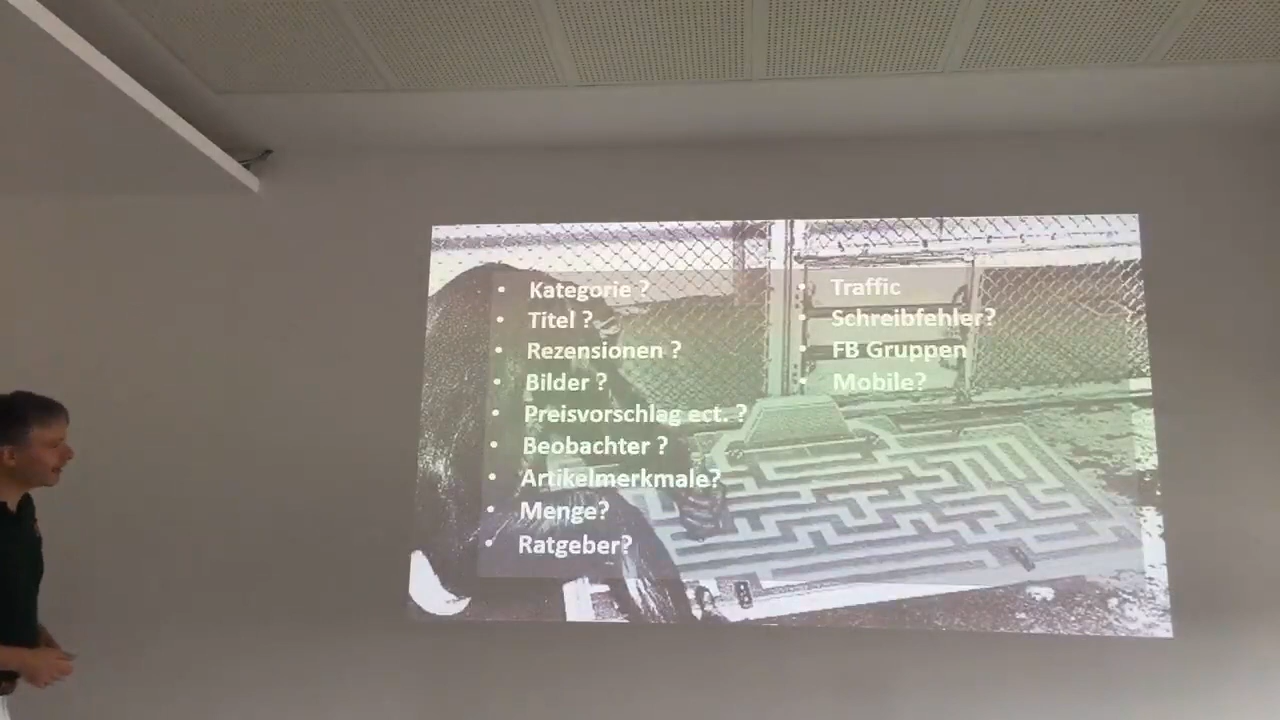 • Kategorie ?
• Titel ?
• Rezensionen ?
• Bilder ?
• Preisvorschlag ect. ?
• Beobachter ?
• Artikelmerkmale?
• Menge?
• Ratgeber?
• Traffic
• Schreibfehler?
• FB Gruppen
• Mobile?